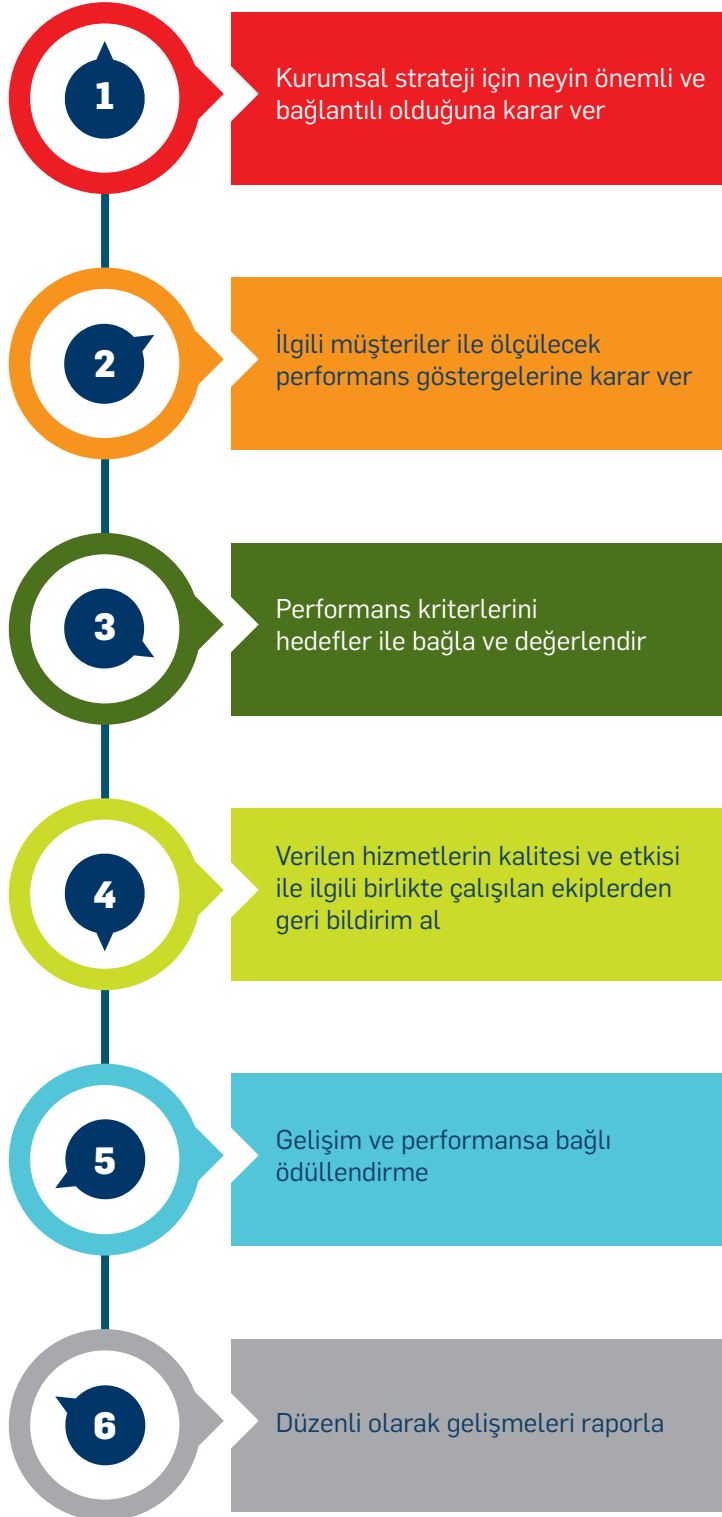 1
Kurumsal strateji için neyin önemli ve
bağlantılı olduğuna karar ver
2
İlgili müşteriler ile ölçülecek
performans göstergelerine karar ver
3
Performans kriterlerini
hedefler ile bağla ve değerlendir
4
Verilen hizmetlerin kalitesi ve etkisi
ile ilgili birlikte çalışılan ekiplerden
geri bildirim al
5
Gelişim ve performansa bağlı
ödüllendirme
6
Düzenli olarak gelişmeleri raporla